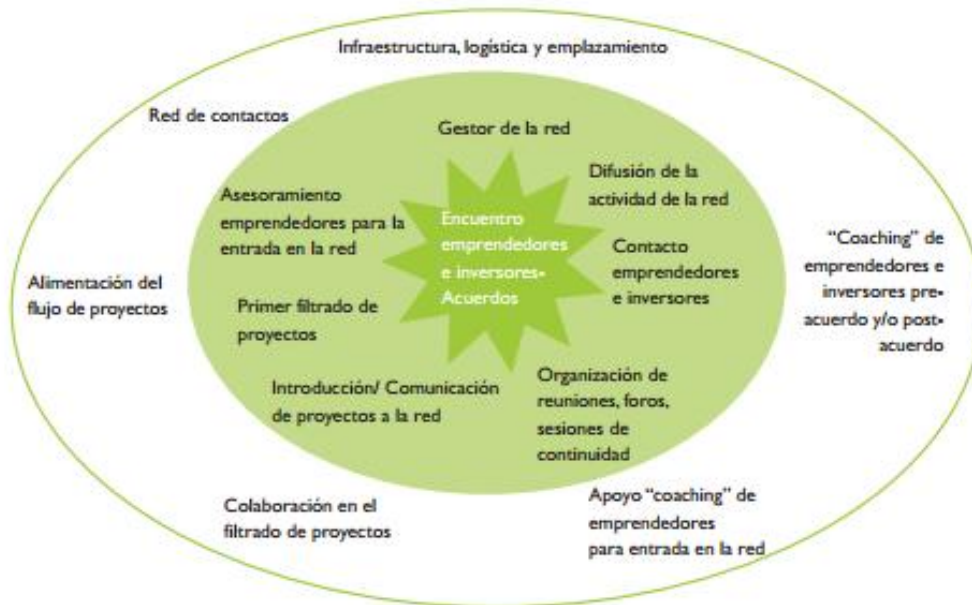 Infraestructura, logística y emplazamiento
Red de contactos
Gestor de la red
Difusión de la
actividad de la red
Asesoramiento
emprendedores para la
entrada en la red
Encuentro
emprendedores
e inversores-
Acuerdos
Contacto
emprendedores
e inversores
"Coaching" de
emprendedores e
inversores pre-
acuerdo y/o post-
acuerdo
Alimentación del
flujo de proyectos
Primer filtrado de
proyectos
Introducción/ Comunicación
de proyectos a la red
Organización de
reuniones, foros,
sesiones de
continuidad
Colaboración en el
filtrado de proyectos
Apoyo "coaching" de
emprendedores
para entrada en la red